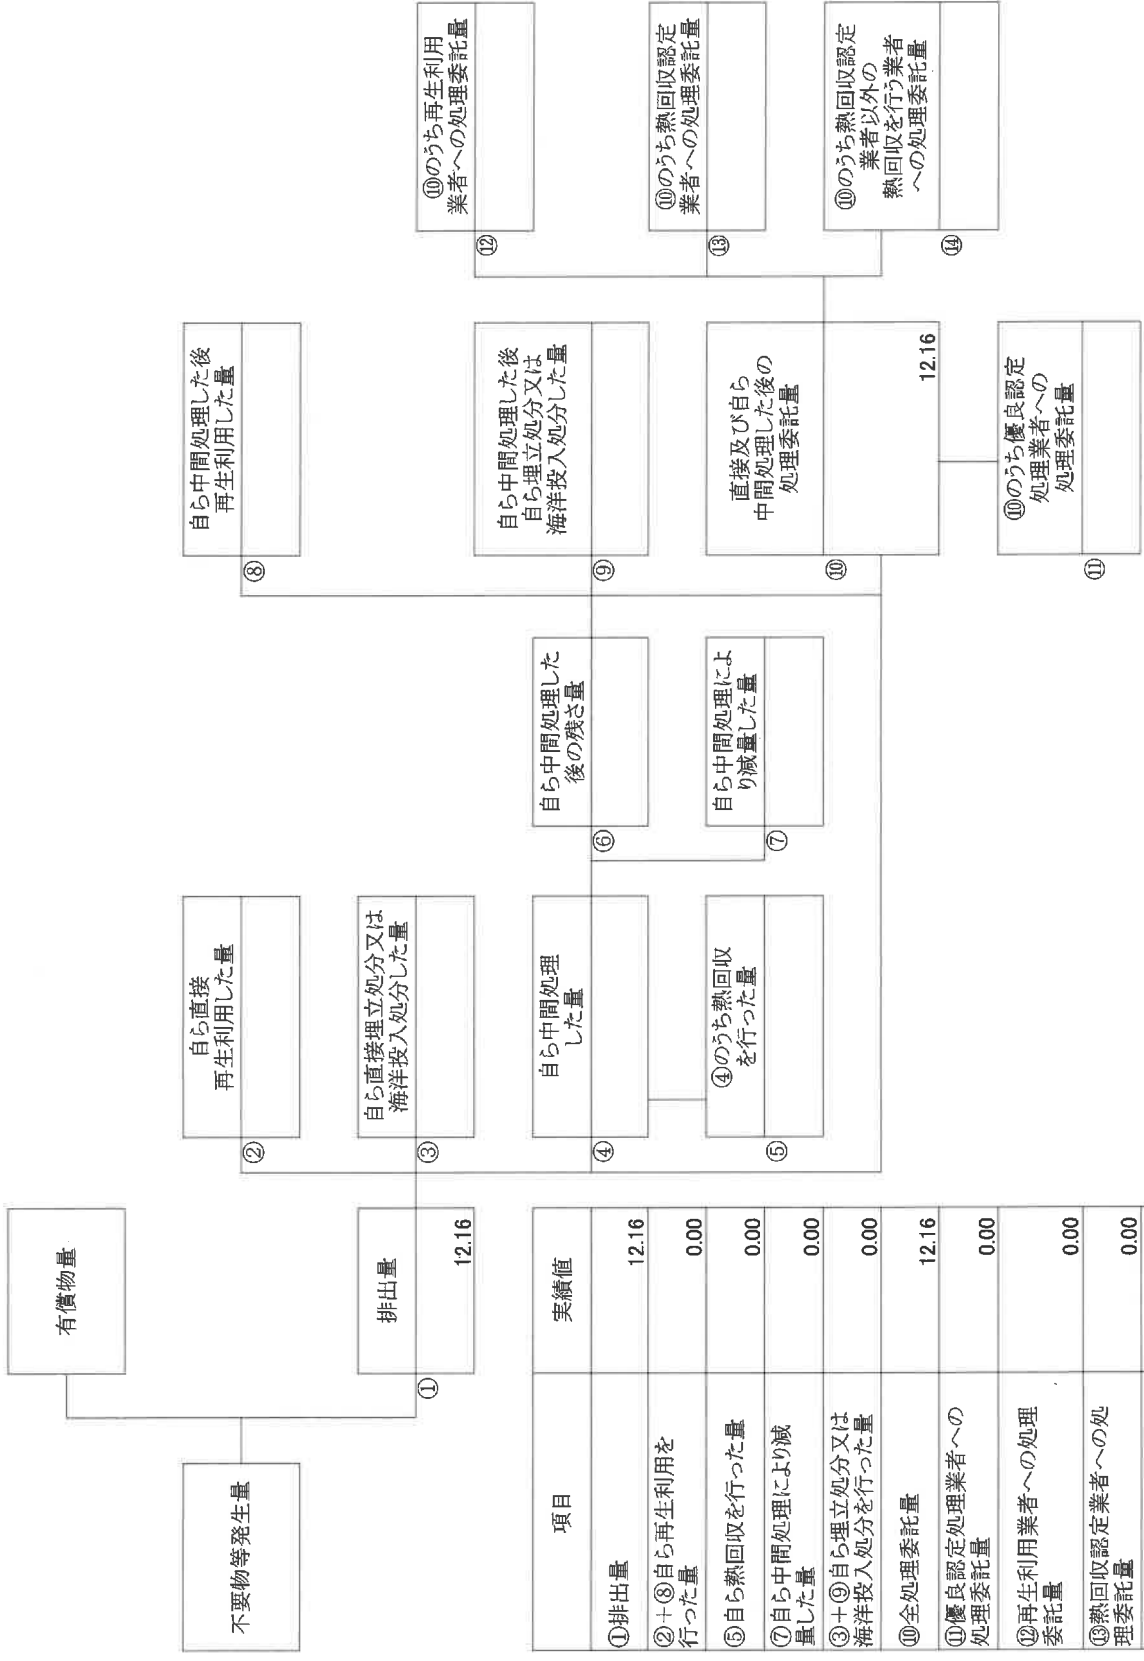 不要物等発生量
有償物量
①
排出量
12.16
②
自ら直接
再生利用した量
③
自ら直接埋立処分又は
海洋投入処分した量
④
自ら中間処理
した量
⑤
④のうち熱回収
を行った量
⑥
自ら中間処理した
後の残さ量
⑦
自ら中間処理によ
り減量した量
⑧
自ら中間処理した後
再生利用した量
⑨
自ら中間処理した後
自ら埋立処分又は
海洋投入処分した量
⑩
直接及び自ら
中間処理した後の
処理委託量
12.16
⑪
⑩のうち優良認定
処理業者への
処理委託量
⑫
⑩のうち再生利用
業者への処理委託量
⑬
⑩のうち熱回収認定
業者への処理委託量
⑭
⑩のうち熱回収認定
業者以外の
熱回収を行う業者
への処理委託量
項目 実績値
①排出量 12.16
②+⑧自ら再生利用を
行った量 0.00
⑤自ら熱回収を行った量 0.00
⑦自ら中間処理により減
量した量 0.00
③+⑨自ら埋立処分又は
海洋投入処分を行った量 0.00
⑩全処理委託量 12.16
⑪優良認定処理業者への
処理委託量 0.00
⑫再生利用業者への処理
委託量 0.00
⑬熱回収認定業者への処
理委託量 0.00